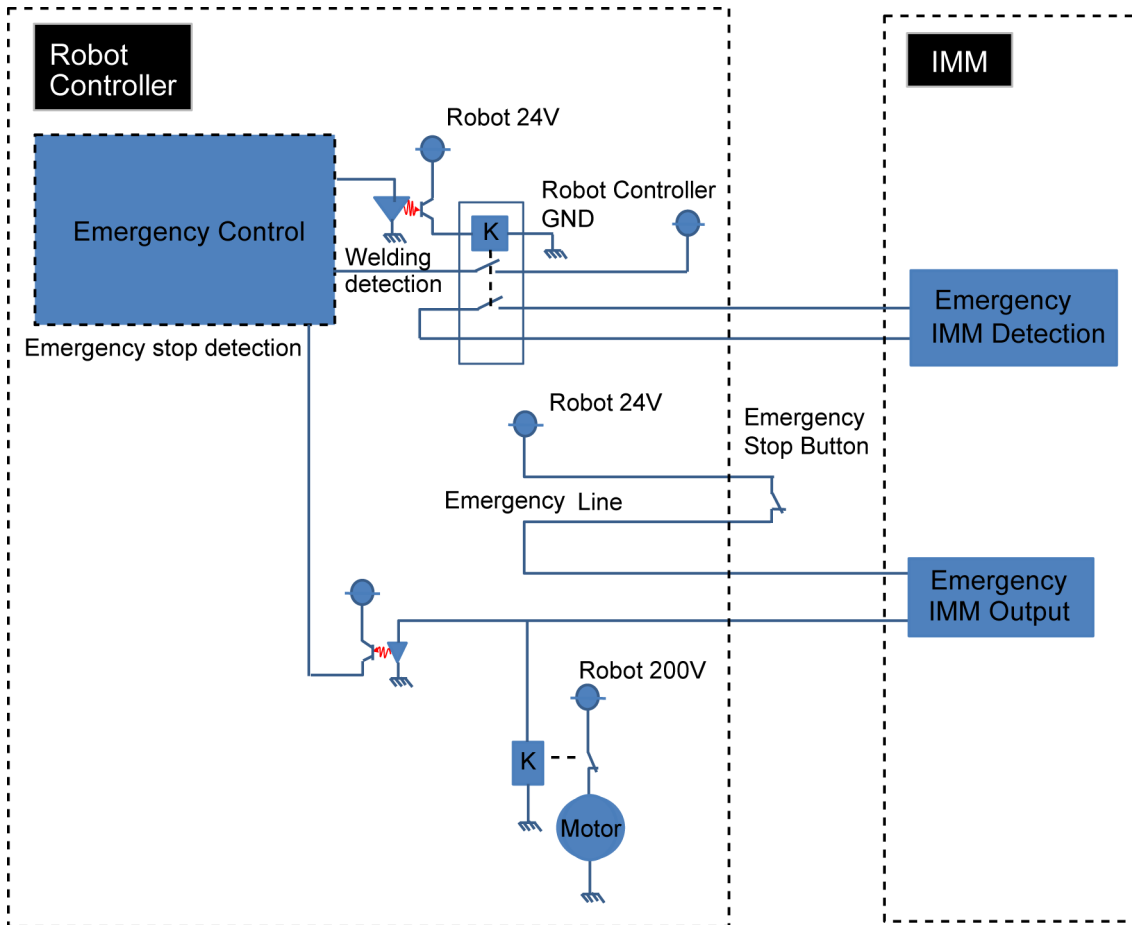 Robot
Controller
IMM
Robot 24V
Emergency Control
Robot Controller
GND
K
Welding
detection
Emergency
IMM Detection
Emergency stop detection
Robot 24V
Emergency
Stop Button
Emergency Line
Emergency
IMM Output
Robot 200V
K
Motor